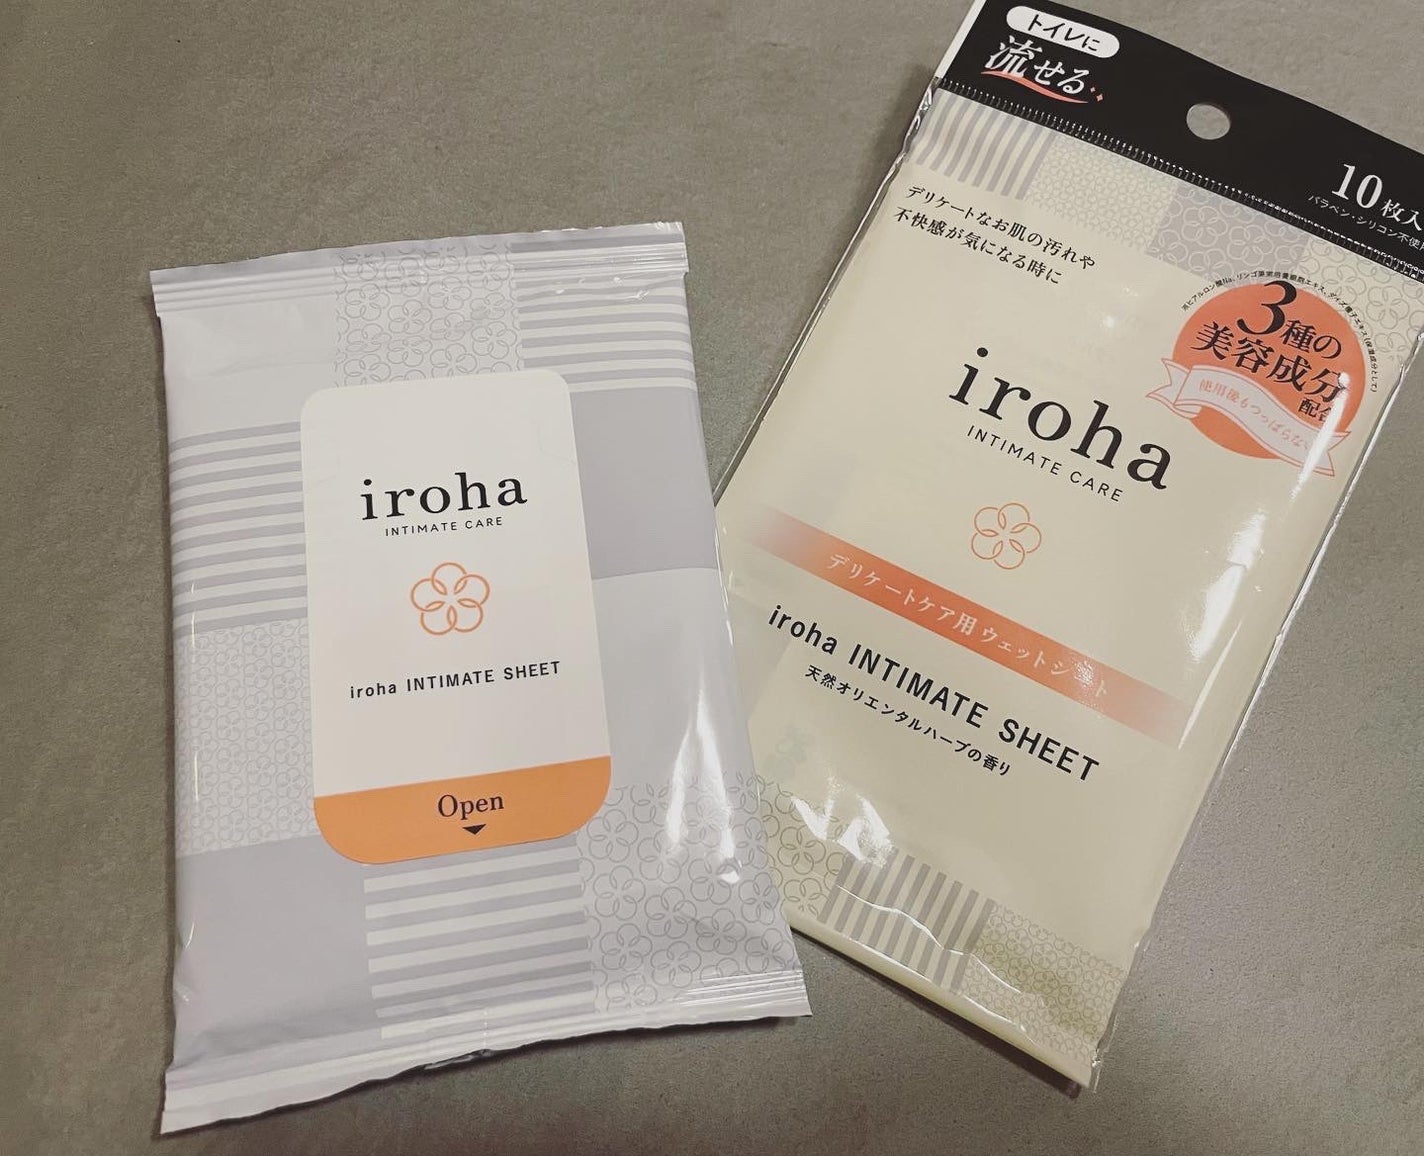 iroha
INTIMATE CARE
iroha INTIMATE SHEET
Open
トイレに
流せる
10枚入
パラベン・シリコン不使用
デリケートなお肌の汚れや
不快感が気になる時に
3種の
美容成分
配合
使用後もつっぱらない
iroha
INTIMATE CARE
デリケートケア用ウェットシート
iroha INTIMATE SHEET
天然オリエンタルハーブの香り